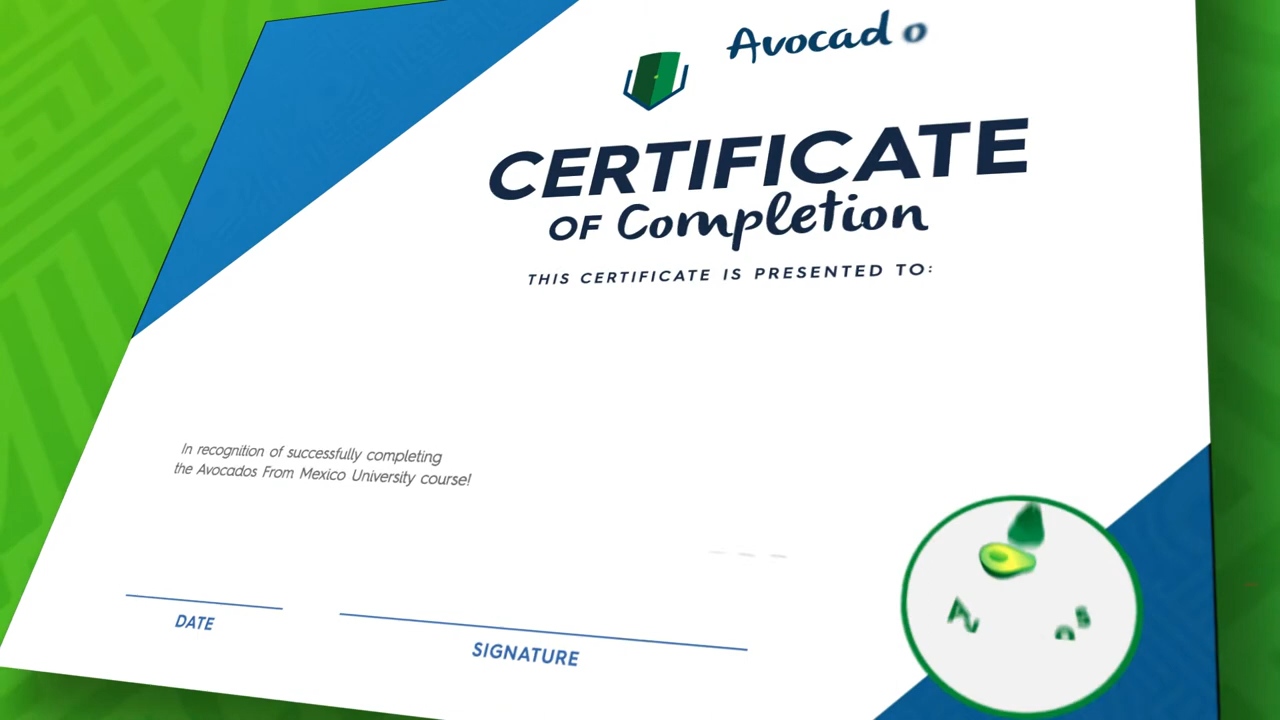 Avocado
CERTIFICATE
OF Completion
THIS CERTIFICATE IS PRESENTED TO:
In recognition of successfully completing
the Avocados From Mexico University course!
DATE
SIGNATURE